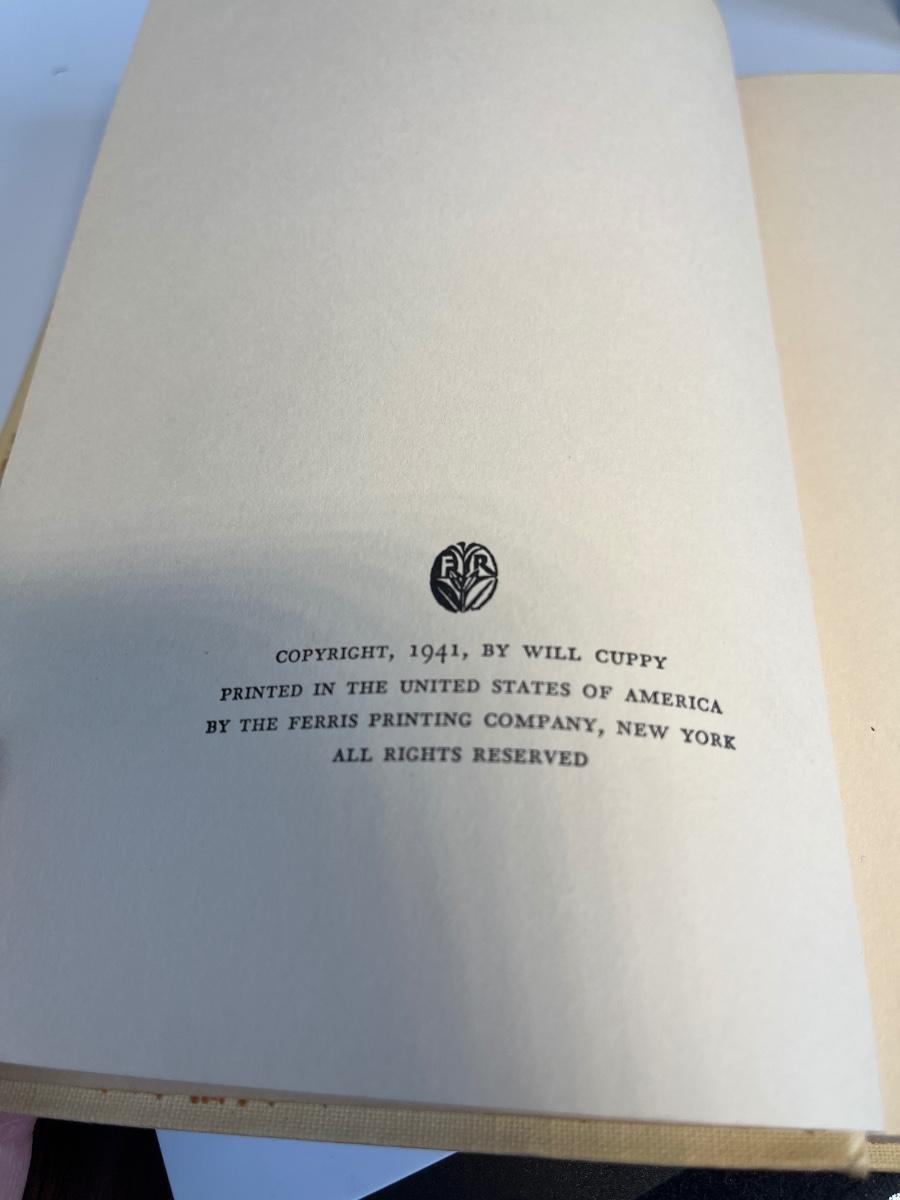 F R
COPYRIGHT, 1941, BY WILL CUPPY
PRINTED IN THE UNITED STATES OF AMERICA
BY THE FERRIS PRINTING COMPANY, NEW YORK
ALL RIGHTS RESERVED